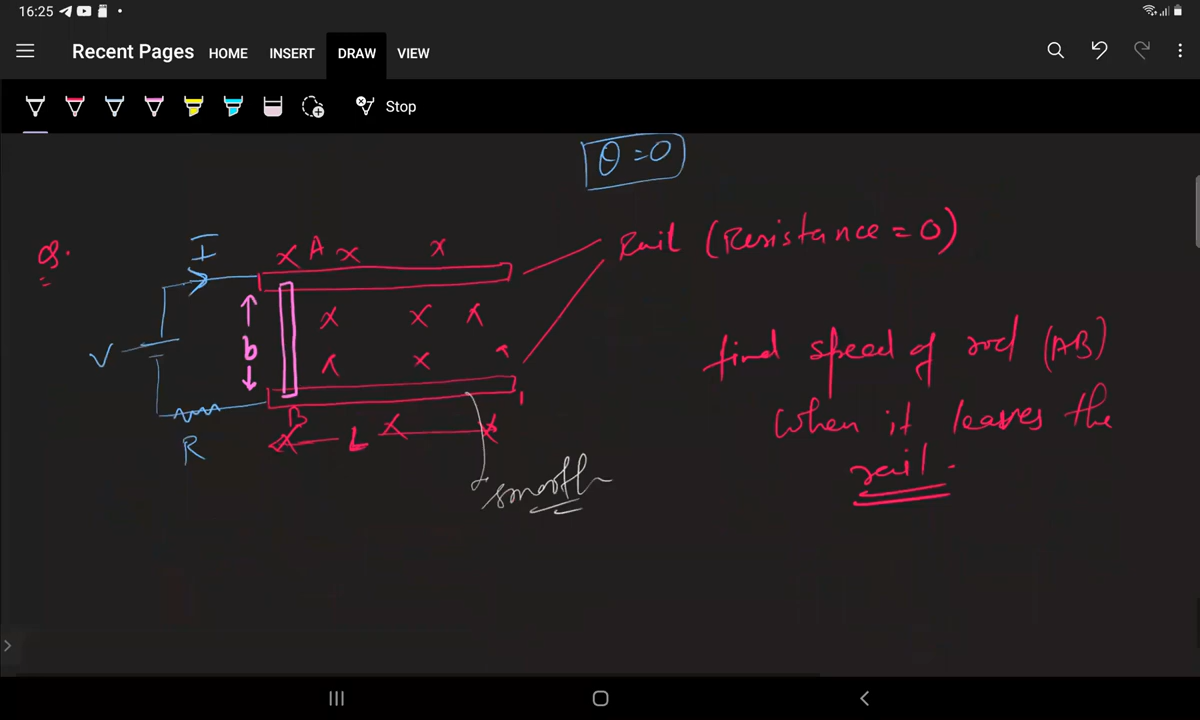 16:25
Recent Pages HOME INSERT DRAW VIEW
Stop
θ = 0
Q.
I
A
Rail (Resistance = 0)
V
b
find speed of rod (AB)
when it leaves the
rail.
B
L
R
smooth